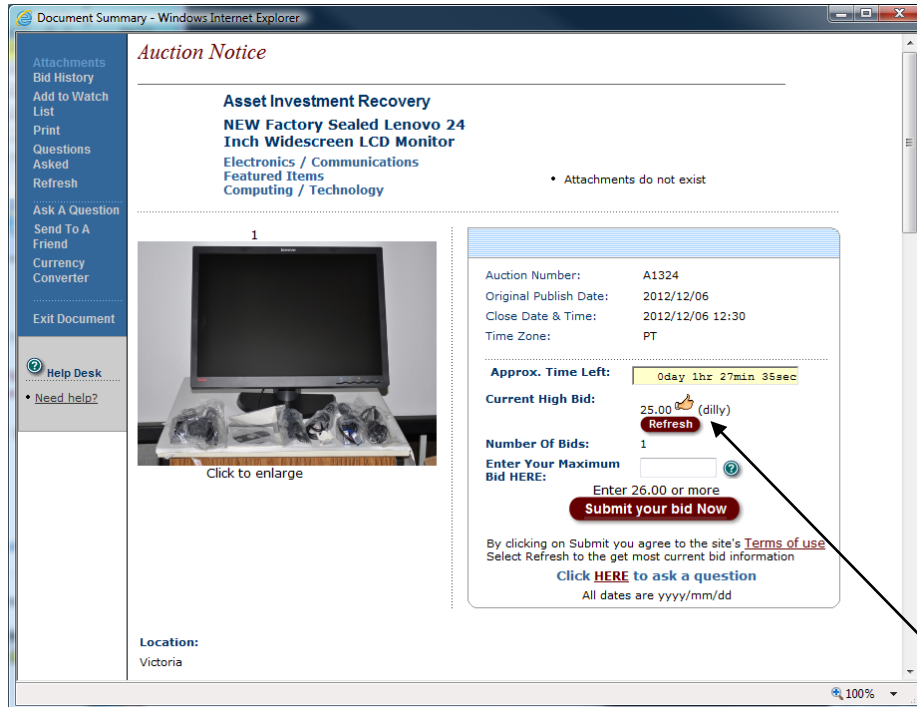 Document Summary - Windows Internet Explorer
Attachments
Bid History
Add to Watch
List
Print
Questions
Asked
Refresh
Ask A Question
Send To A
Friend
Currency
Converter
Exit Document
Help Desk
• Need help?
Auction Notice
Asset Investment Recovery
NEW Factory Sealed Lenovo 24
Inch Widescreen LCD Monitor
Electronics / Communications
Featured Items
Computing / Technology
• Attachments do not exist
1
lenovo
Click to enlarge
Auction Number: A1324
Original Publish Date: 2012/12/06
Close Date & Time: 2012/12/06 12:30
Time Zone: PT
Approx. Time Left: 0day 1hr 27min 35sec
Current High Bid: 25.00 (dilly)
Refresh
Number Of Bids: 1
Enter Your Maximum
Bid HERE:
Enter 26.00 or more
Submit your bid Now
By clicking on Submit you agree to the site's Terms of use
Select Refresh to the get most current bid information
Click HERE to ask a question
All dates are yyyy/mm/dd
Location:
Victoria
100%